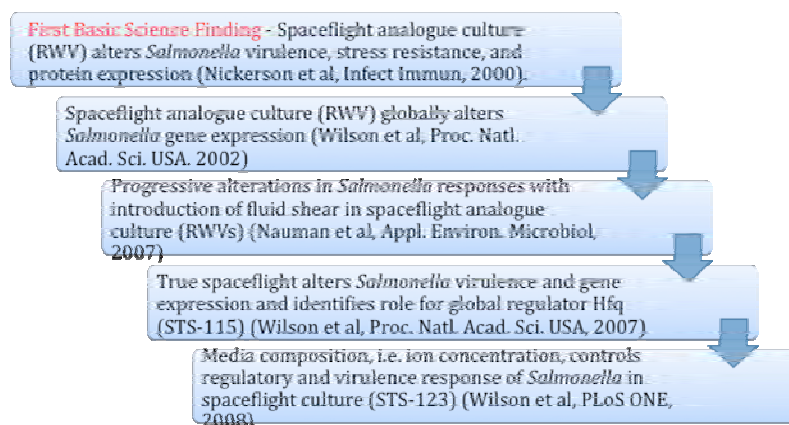 First Basic Science Finding - Spaceflight analogue culture
(RWV) alters Salmonella virulence, stress resistance, and
protein expression (Nickerson et al, Infect Immun, 2000).
Spaceflight analogue culture (RWV) globally alters
Salmonella gene expression (Wilson et al, Proc. Natl.
Acad. Sci. USA. 2002)
Progressive alterations in Salmonella responses with
introduction of fluid shear in spaceflight analogue
culture (RWVs) (Nauman et al, Appl. Environ. Microbiol,
2007)
True spaceflight alters Salmonella virulence and gene
expression and identifies role for global regulator Hfq
(STS-115) (Wilson et al, Proc. Natl. Acad. Sci. USA, 2007)
Media composition, i.e. ion concentration, controls
regulatory and virulence response of Salmonella in
spaceflight culture (STS-123) (Wilson et al, PLoS ONE,
2008)